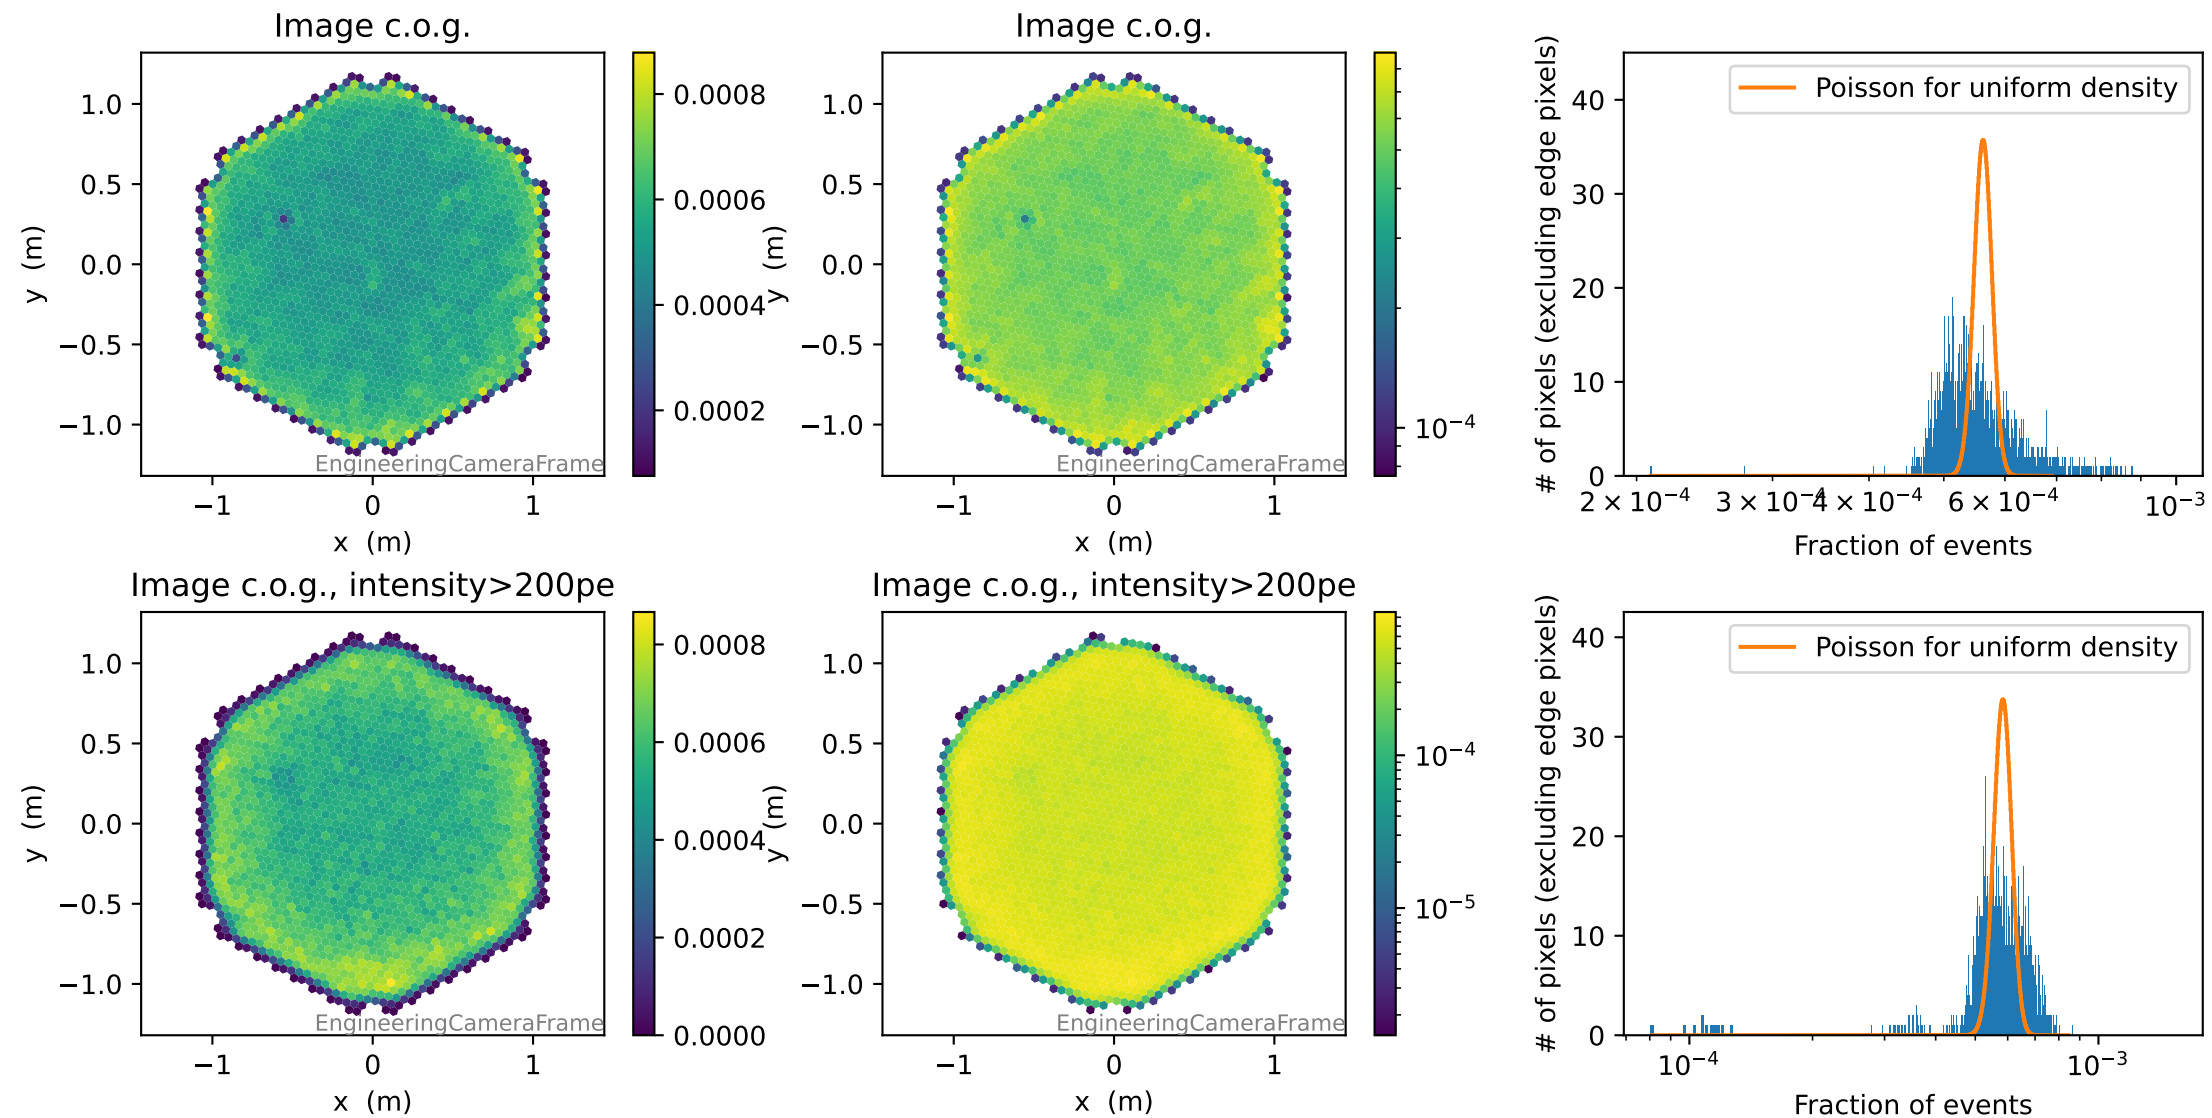 Image c.o.g.
1.0
0.5
0.0
−0.5
−1.0
y (m)
−1
0
1
x (m)
EngineeringCameraFrame
0.0008
0.0006
0.0004
0.0002
Image c.o.g.
1.0
0.5
0.0
−0.5
−1.0
y (m)
−1
0
1
x (m)
EngineeringCameraFrame
10⁻⁴
Poisson for uniform density
# of pixels (excluding edge pixels)
40
30
20
10
0
2 × 10⁻⁴
3 × 10⁻⁴
4 × 10⁻⁴
6 × 10⁻⁴
10⁻³
Fraction of events
Image c.o.g., intensity>200pe
1.0
0.5
0.0
−0.5
−1.0
y (m)
−1
0
1
x (m)
EngineeringCameraFrame
0.0008
0.0006
0.0004
0.0002
0.0000
Image c.o.g., intensity>200pe
1.0
0.5
0.0
−0.5
−1.0
y (m)
−1
0
1
x (m)
EngineeringCameraFrame
10⁻⁴
10⁻⁵
Poisson for uniform density
# of pixels (excluding edge pixels)
40
30
20
10
0
10⁻⁴
10⁻³
Fraction of events